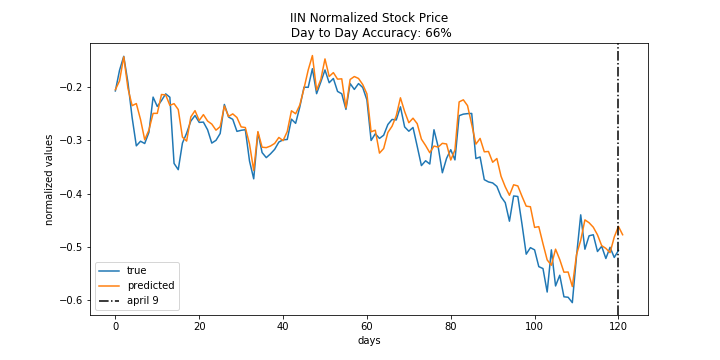 IIN Normalized Stock Price
Day to Day Accuracy: 66%
normalized values
−0.2
−0.3
−0.4
−0.5
−0.6
true
predicted
april 9
0
20
40
60
80
100
120
days